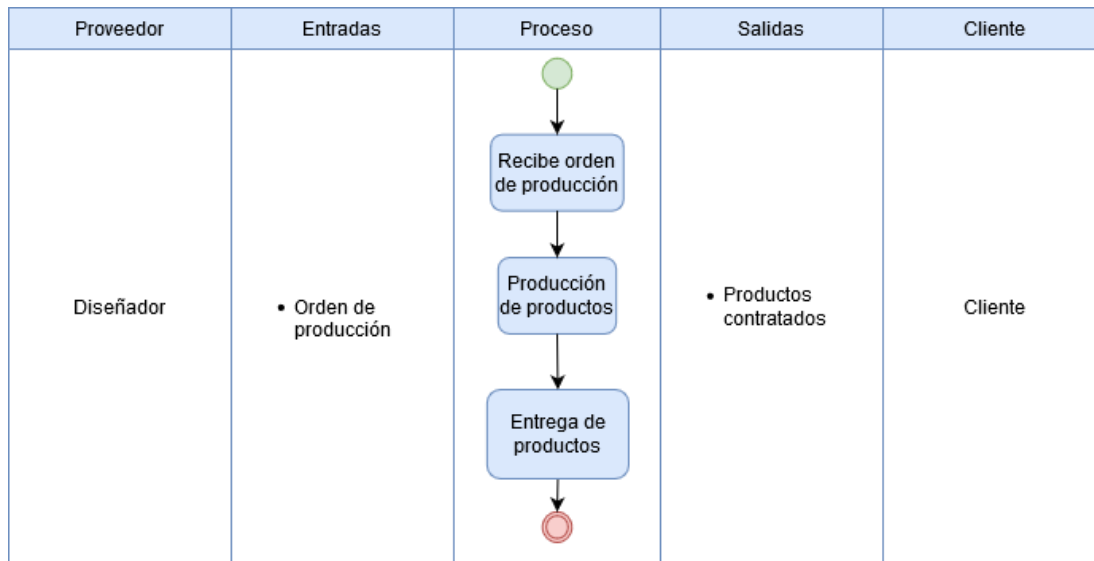 Proveedor
Entradas
Proceso
Salidas
Cliente
Diseñador
• Orden de
producción
Recibe orden
de producción
Producción
de productos
Entrega de
productos
• Productos
contratados
Cliente